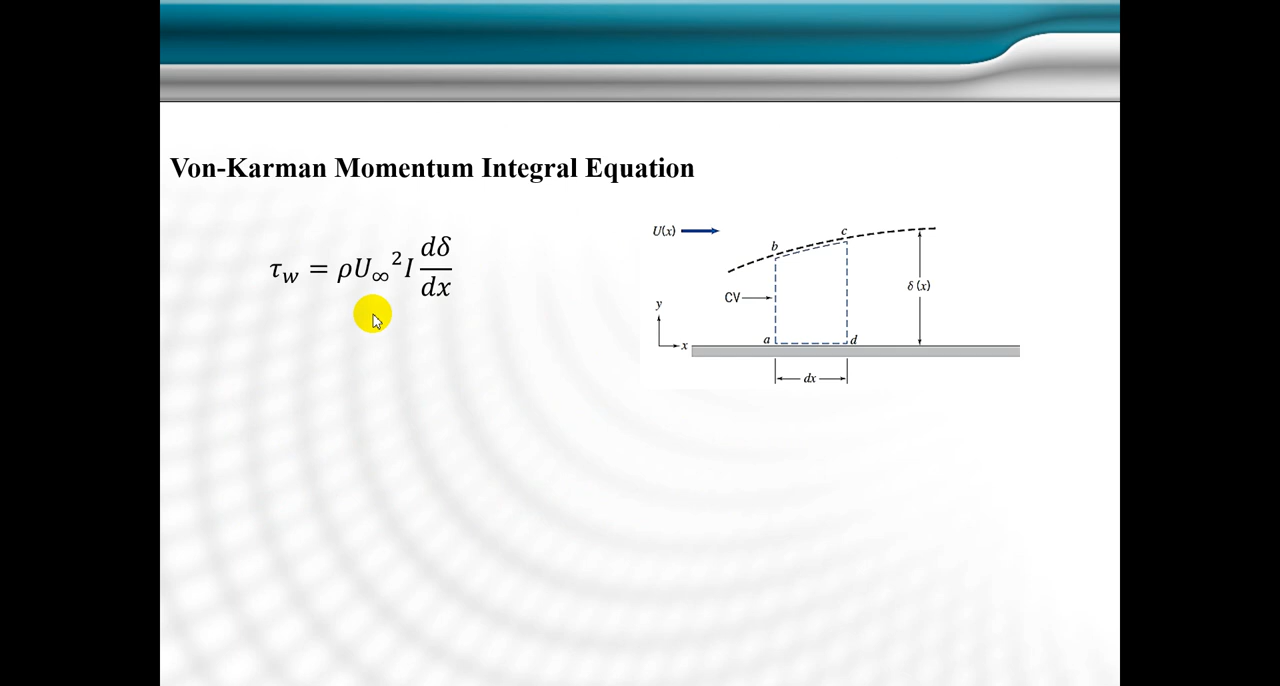 Von-Karman Momentum Integral Equation
τ_w = ρU_∞² I dδ/dx
U(x)
b
c
CV
δ (x)
y
x
a
d
dx